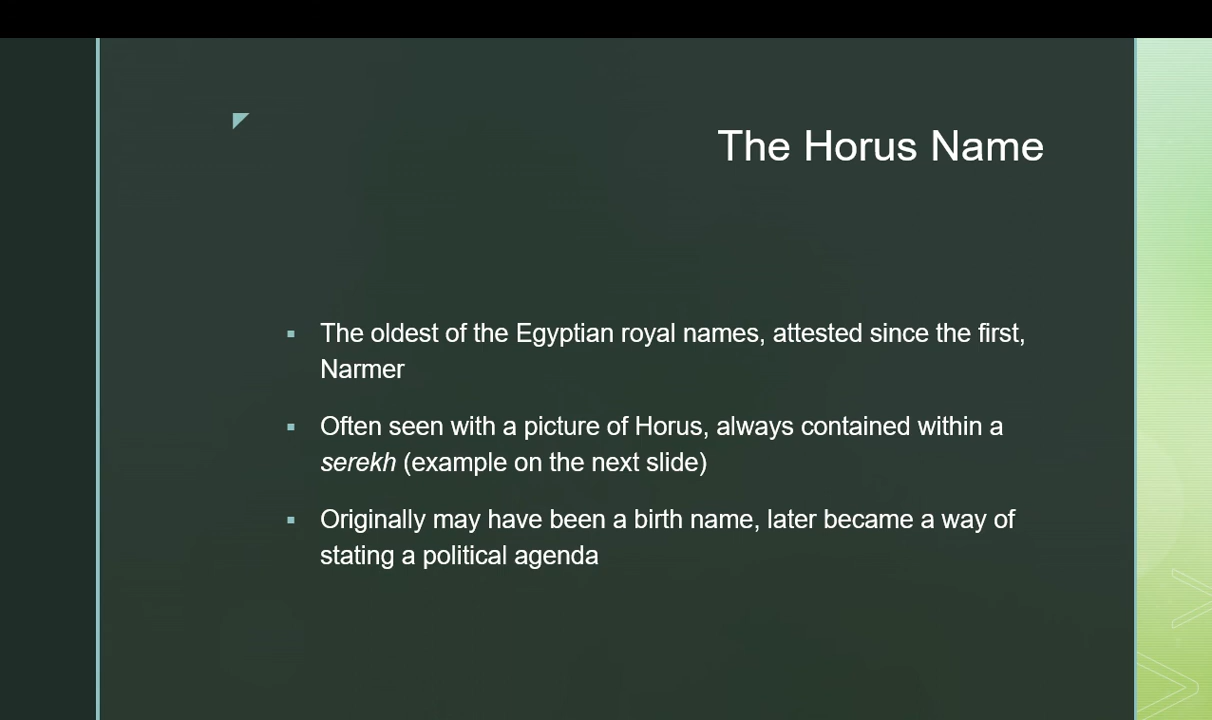 The Horus Name
The oldest of the Egyptian royal names, attested since the first,
Narmer
Often seen with a picture of Horus, always contained within a
serekh (example on the next slide)
Originally may have been a birth name, later became a way of
stating a political agenda